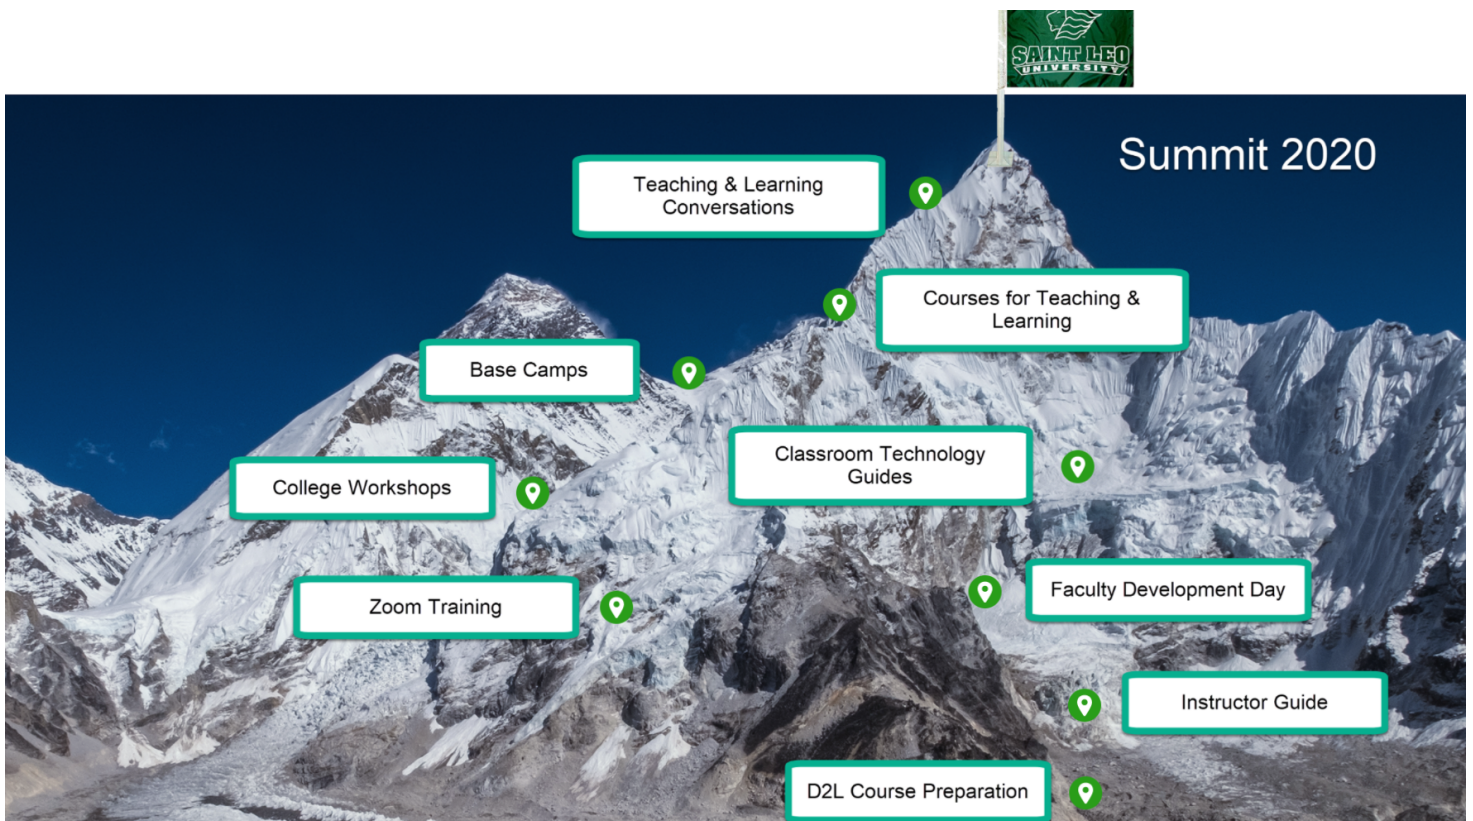 SAINT LEO
UNIVERSITY
Summit 2020
Teaching & Learning
Conversations
Courses for Teaching &
Learning
Base Camps
Classroom Technology
Guides
College Workshops
Faculty Development Day
Zoom Training
Instructor Guide
D2L Course Preparation